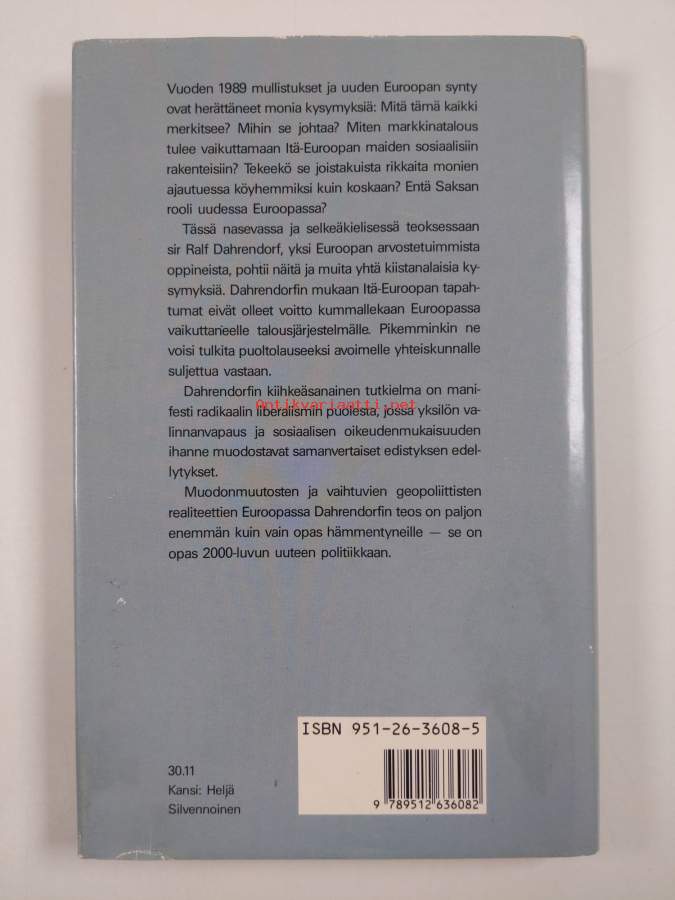 Vuoden 1989 mullistukset ja uuden Euroopan synty
ovat herättäneet monia kysymyksiä: Mitä tämä kaikki
merkitsee? Mihin se johtaa? Miten markkinatalous
tulee vaikuttamaan Itä-Euroopan maiden sosiaalisiin
rakenteisiin? Tekeekö se joistakuista rikkaita monien
ajautuessa köyhemmiksi kuin koskaan? Entä Saksan
rooli uudessa Euroopassa?
Tässä nasevassa ja selkeäkielisessä teoksessaan
sir Ralf Dahrendorf, yksi Euroopan arvostetuimmista
oppineista, pohtii näitä ja muita yhtä kiistanalaisia ky-
symyksiä. Dahrendorfin mukaan Itä-Euroopan tapah-
tumat eivät olleet voitto kummallekaan Euroopassa
vaikuttaneelle talousjärjestelmälle. Pikemminkin ne
voisi tulkita puoltolauseeksi avoimelle yhteiskunnalle
suljettua vastaan.
Dahrendorfin kiihkeäsanainen tutkielma on mani-
festi radikaalin liberalismin puolesta, jossa yksilön va-
Antikvariaatti.net
linnanvapaus ja sosiaalisen oikeudenmukaisuuden
ihanne muodostavat samanvertaiset edistyksen edel-
lytykset.
Muodonmuutosten ja vaihtuvien geopoliittisten
realiteettien Euroopassa Dahrendorfin teos on paljon
enemmän kuin vain opas hämmentyneille — se on
opas 2000-luvun uuteen politiikkaan.
ISBN 951-26-3608-5
9 789512 636082
30.11
Kansi: Heljä
Silvennoinen